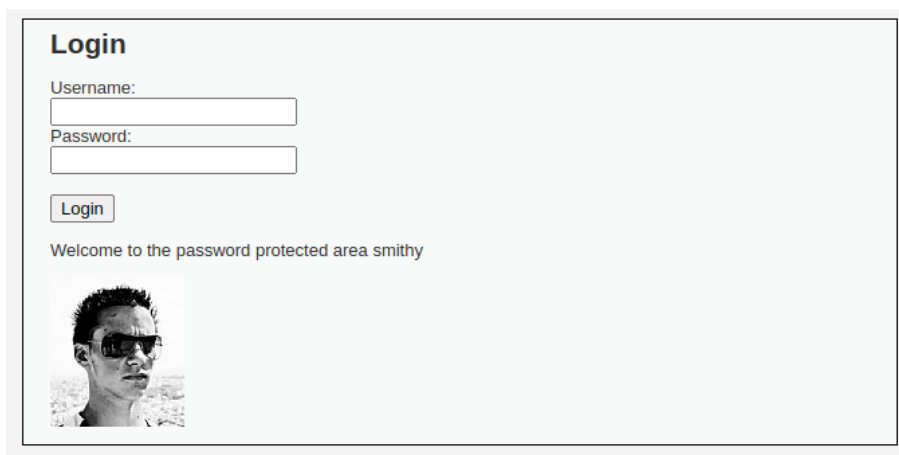 Login
Username:
Password:
Login
Welcome to the password protected area smithy